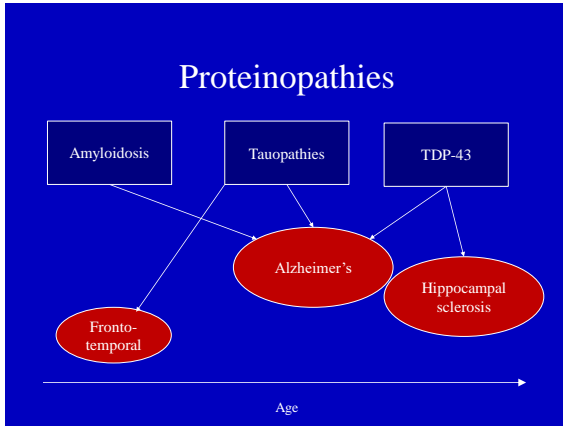 Proteinopathies
Amyloidosis
Tauopathies
TDP-43
Alzheimer’s
Hippocampal
sclerosis
Fronto-
temporal
Age